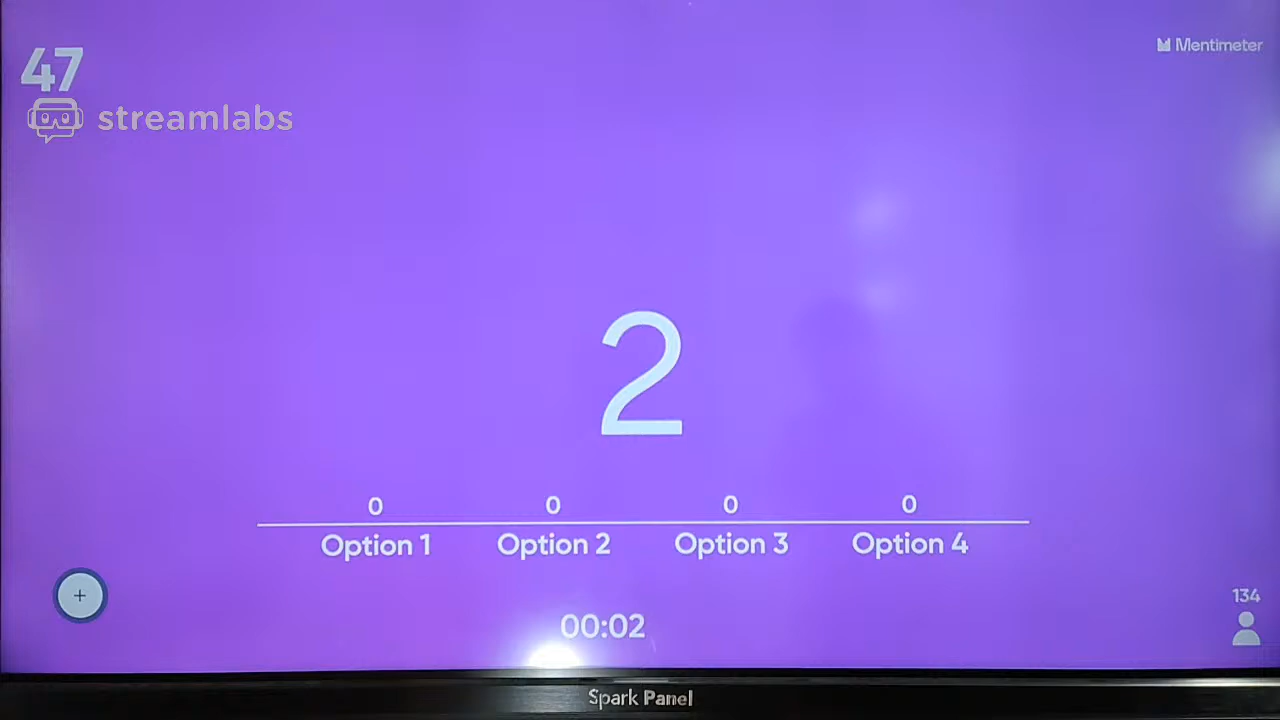 47
Mentimeter
streamlabs
2
0 0 0 0
Option 1 Option 2 Option 3 Option 4
+
134
00:02
Spark Panel